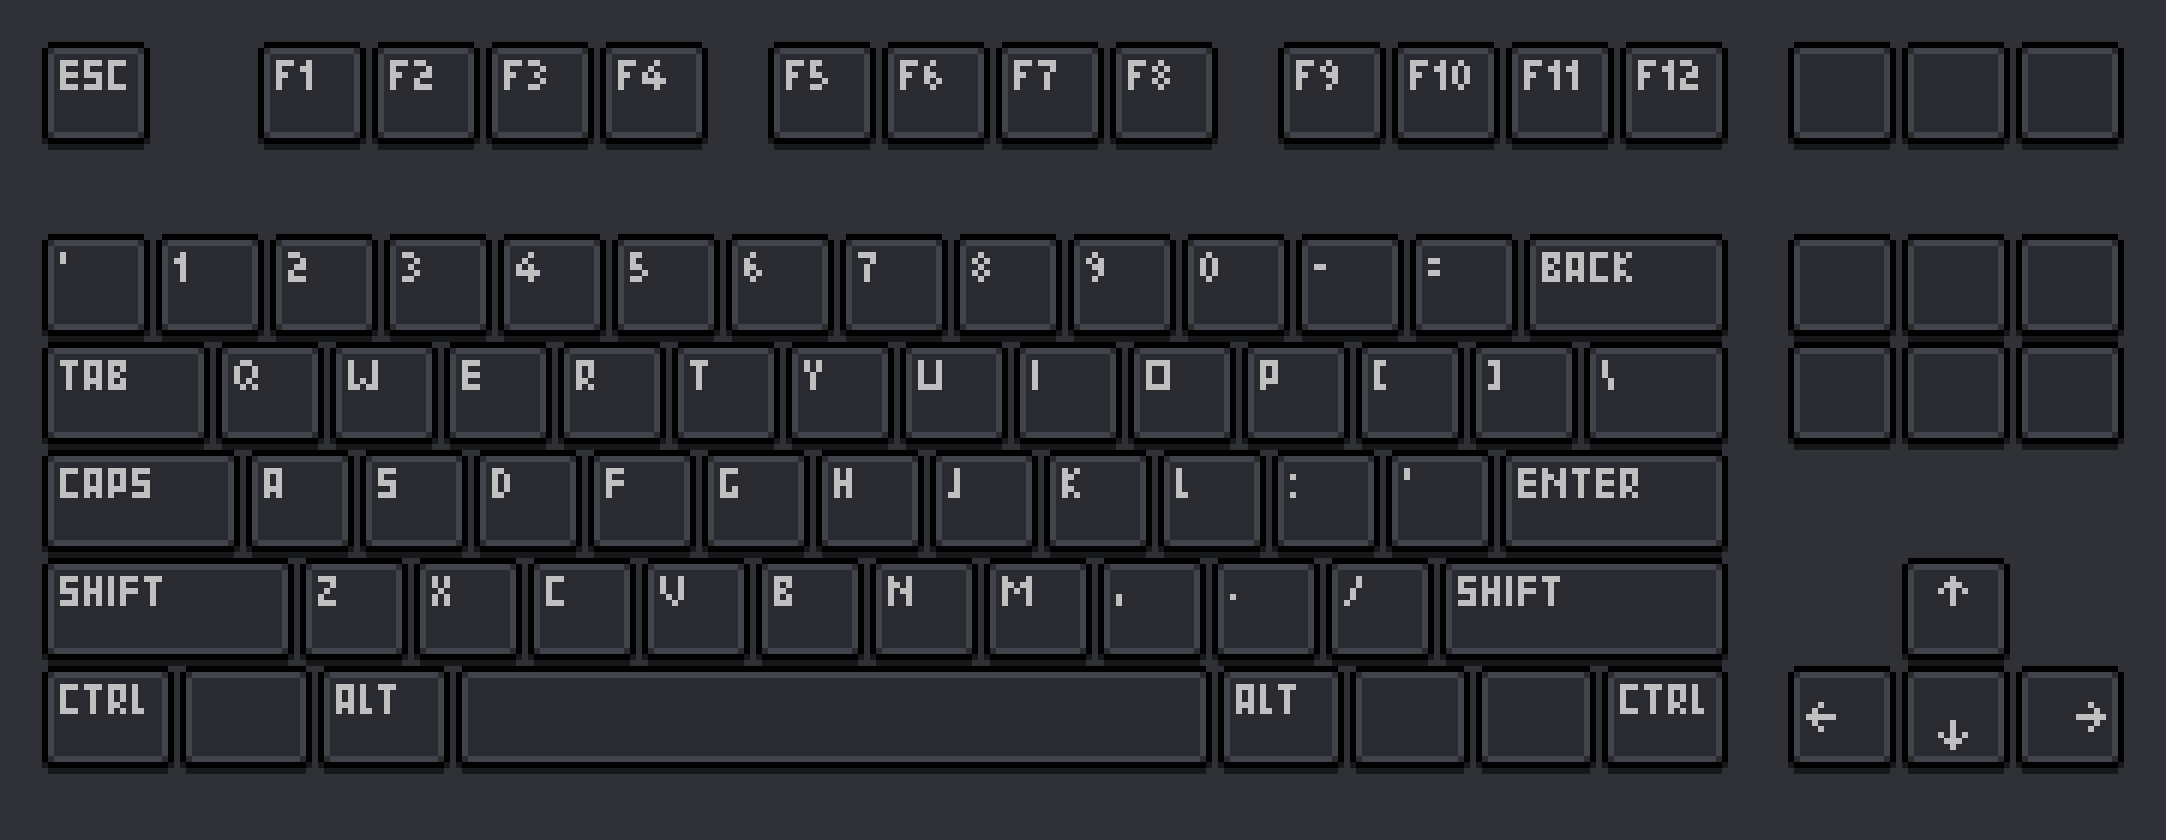 ESC F1 F2 F3 F4 F5 F6 F7 F8 F9 F10 F11 F12
' 1 2 3 4 5 6 7 8 9 0 - = BACK
TAB Q W E R T Y U I O P [ ] \
CAPS A S D F G H J K L : ' ENTER
SHIFT Z X C V B N M , . / SHIFT ↑
CTRL ALT ALT CTRL ← ↓ →